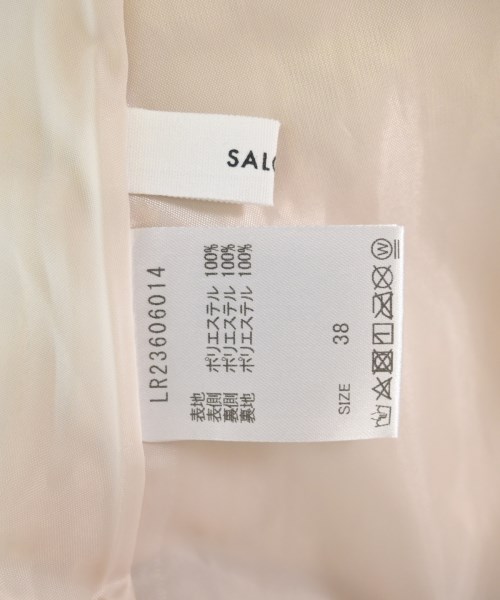 SAL
LR23606014
表地
表側 ポリエステル 100%
裏側 ポリエステル 100%
裏地 ポリエステル 100%
SIZE 38
W